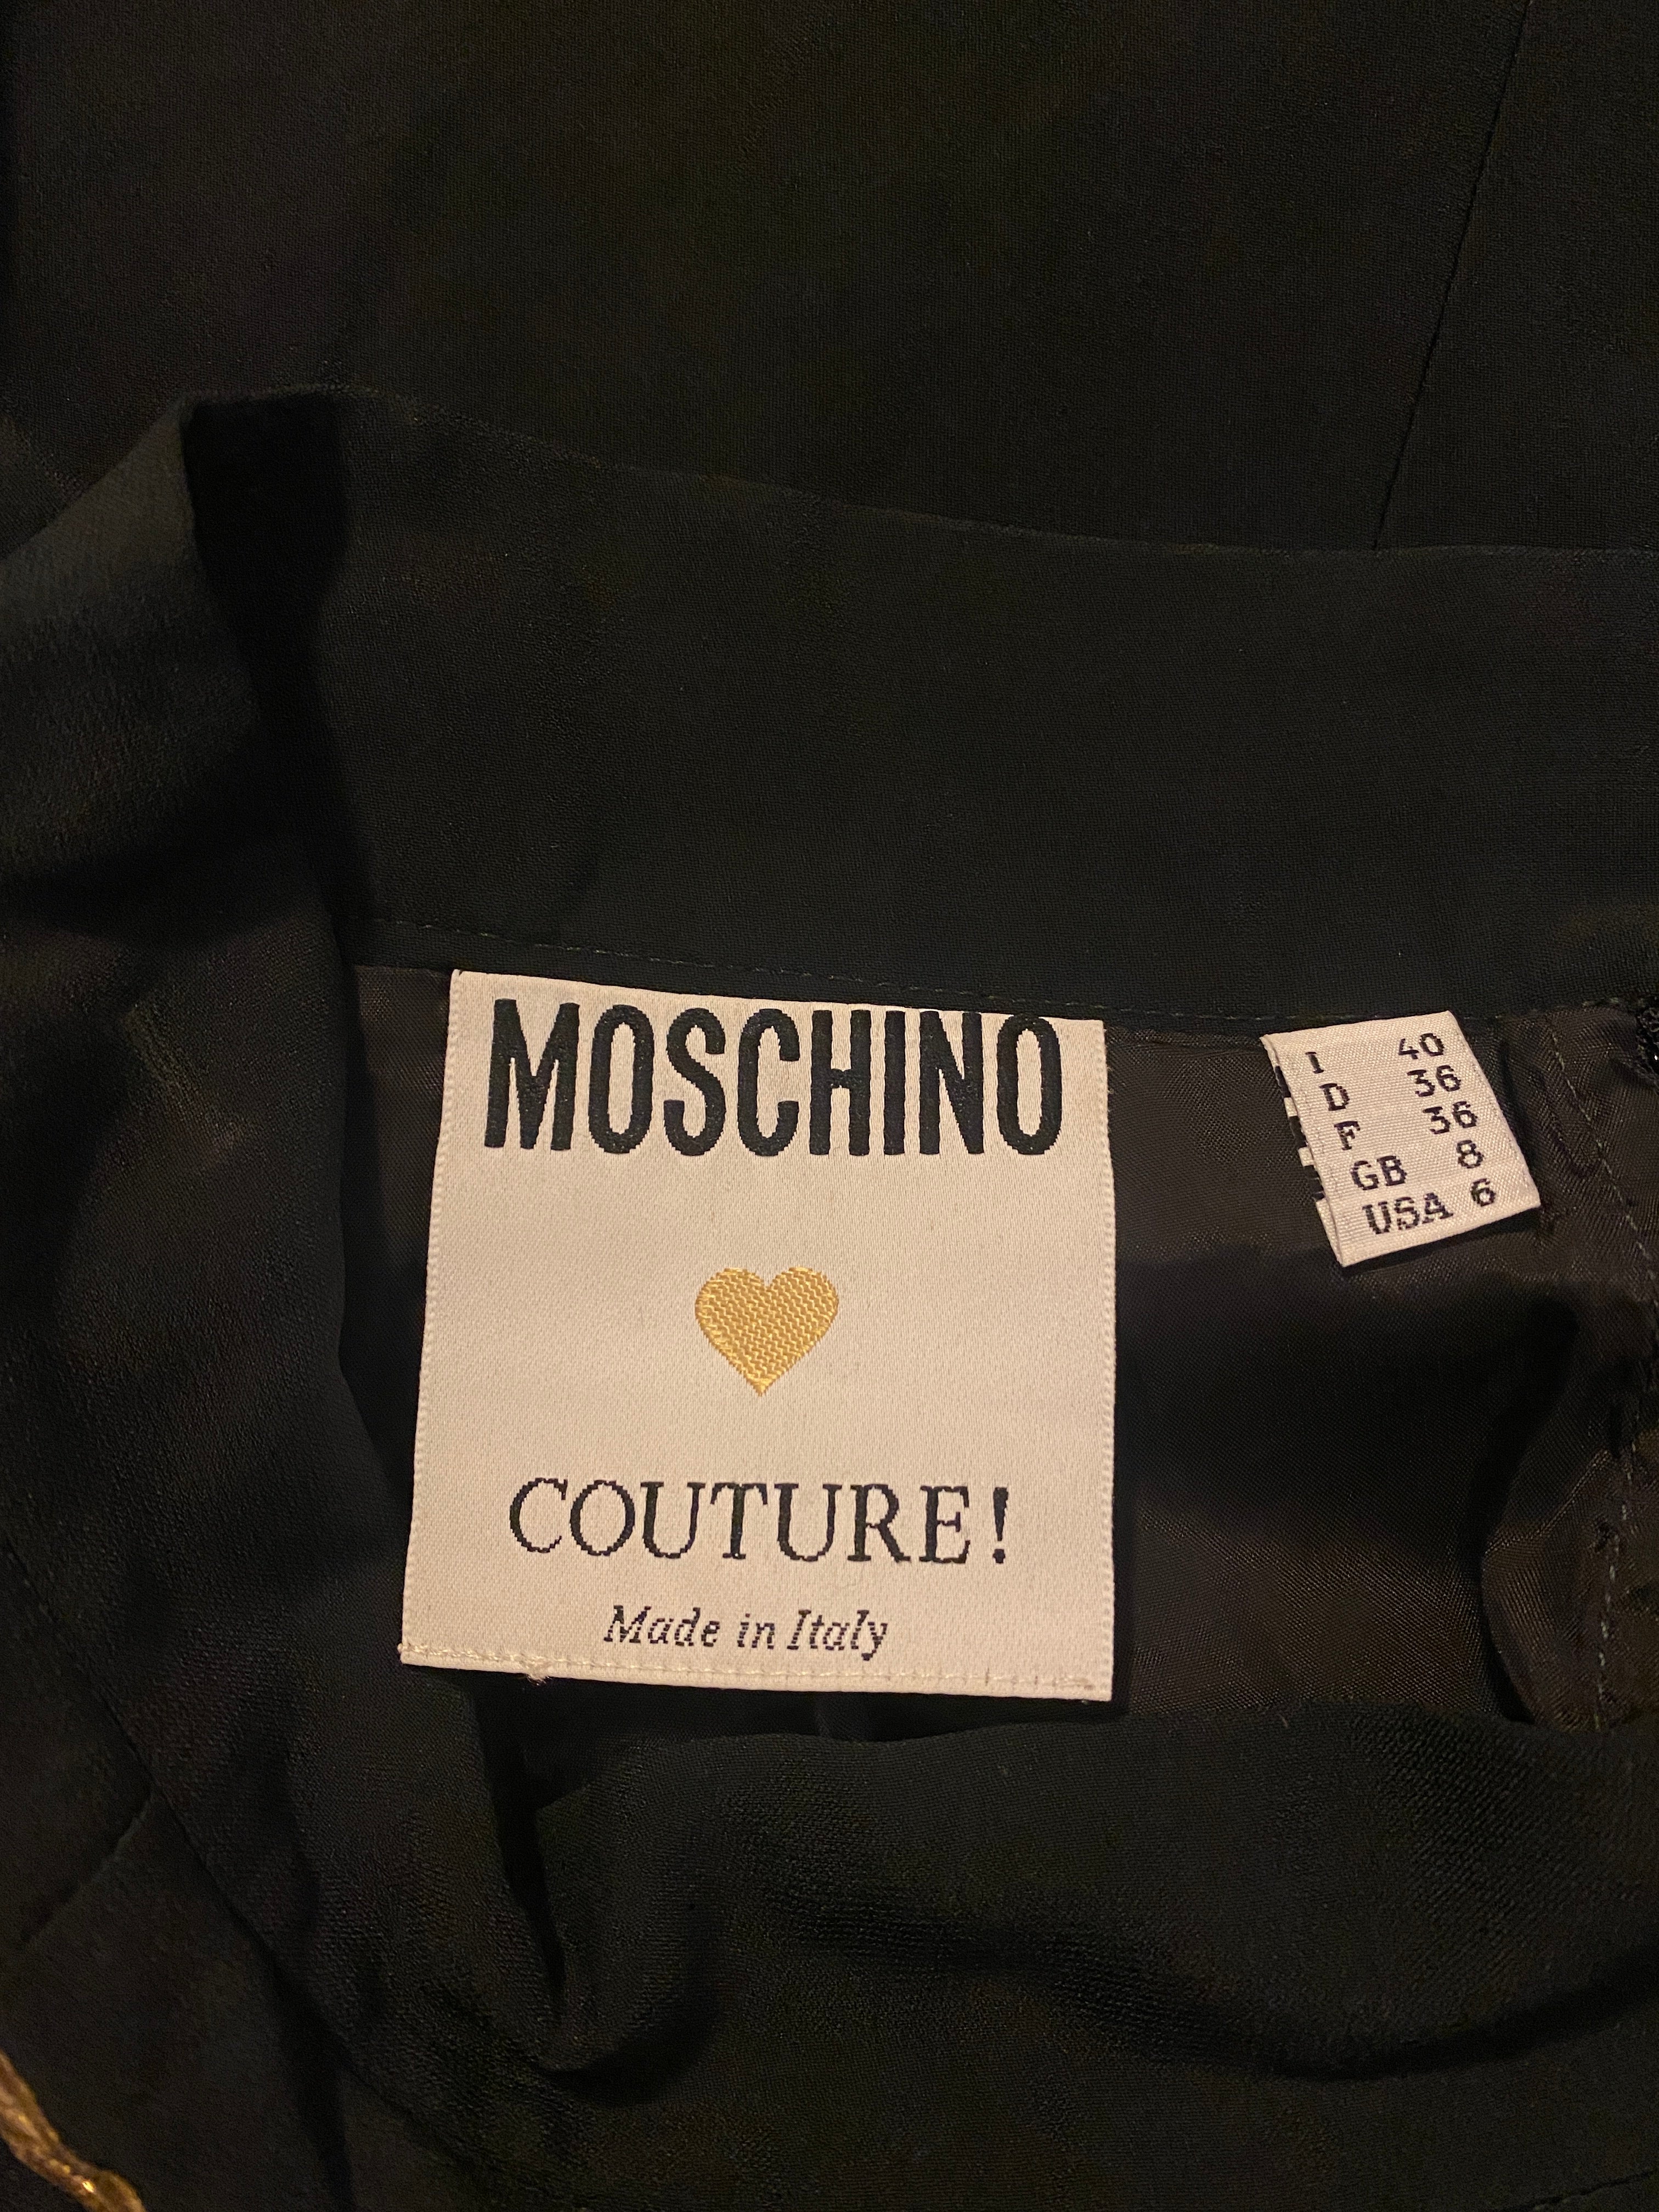 MOSCHINO
COUTURE!
Made in Italy
I 40
D 36
F 36
GB 8
USA 6